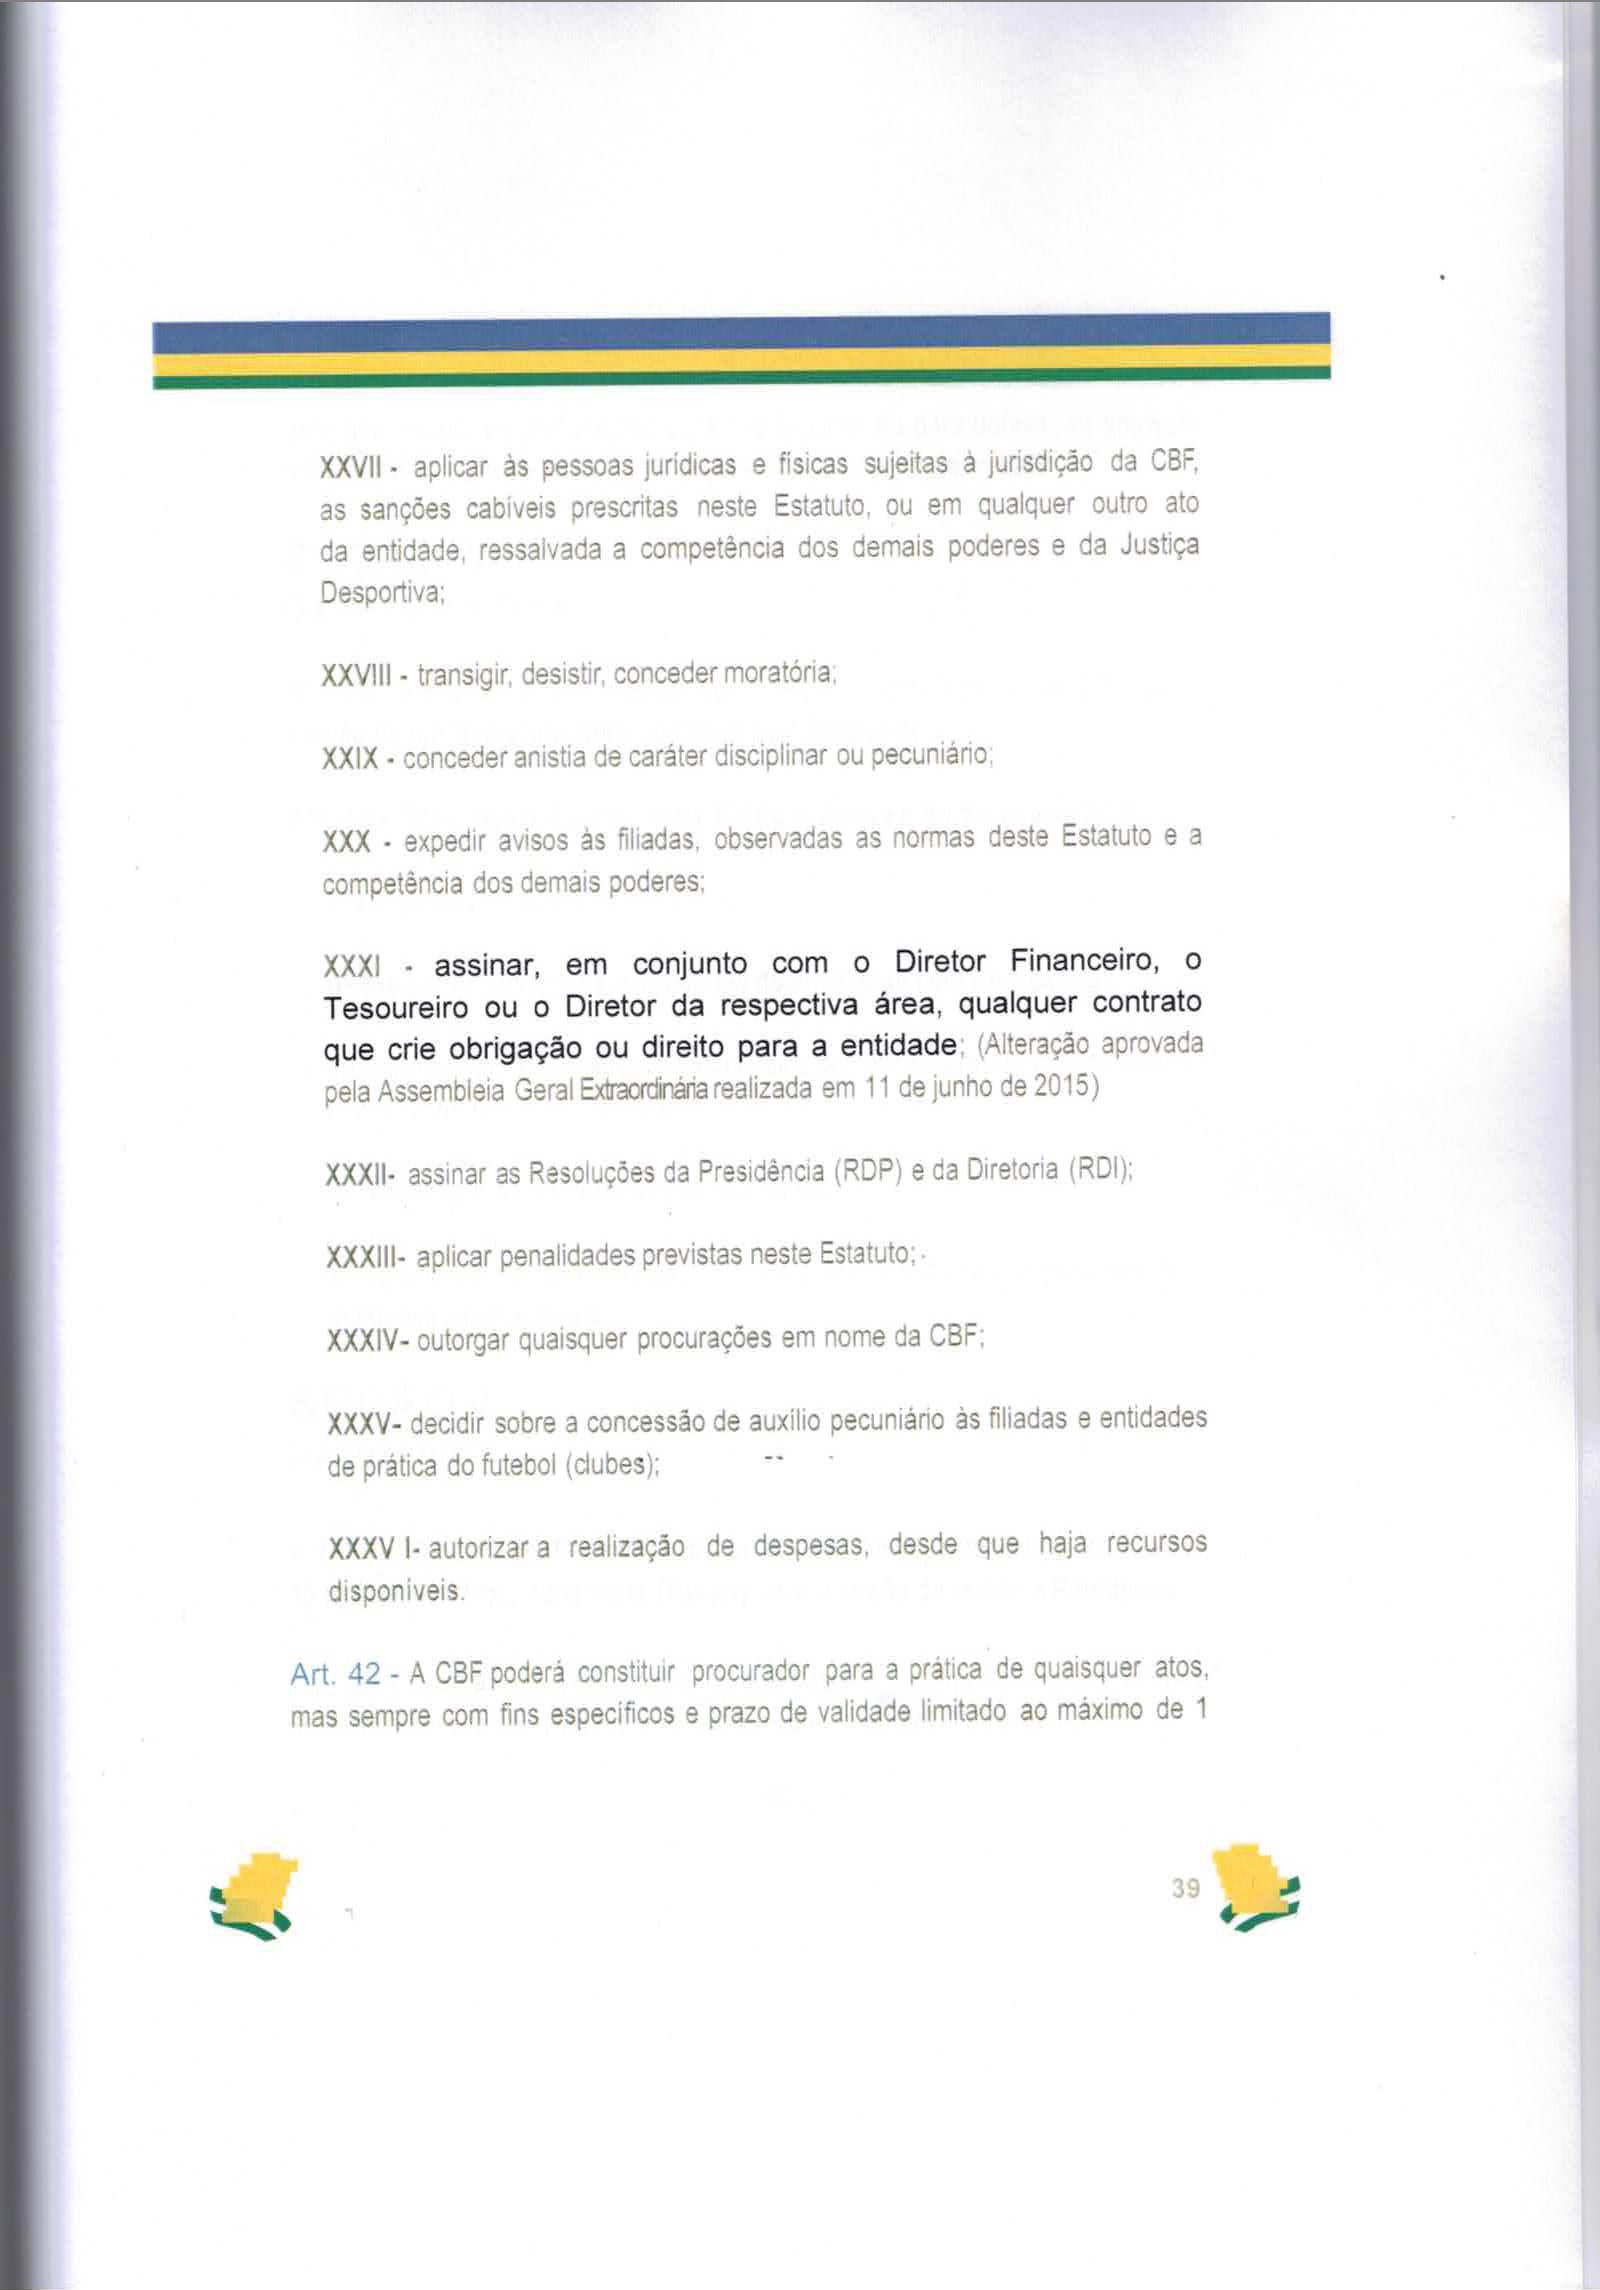 XXVII - aplicar às pessoas jurídicas e físicas sujeitas à jurisdição da CBF,
as sanções cabíveis prescritas neste Estatuto, ou em qualquer outro ato
da entidade, ressalvada a competência dos demais poderes e da Justiça
Desportiva;
XXVIII - transigir, desistir, conceder moratória;
XXIX - conceder anistia de caráter disciplinar ou pecuniário;
XXX - expedir avisos às filiadas, observadas as normas deste Estatuto e a
competência dos demais poderes;
XXXI - assinar, em conjunto com o Diretor Financeiro, o
Tesoureiro ou o Diretor da respectiva área, qualquer contrato
que crie obrigação ou direito para a entidade; (Alteração aprovada
pela Assembleia Geral Extraordinária realizada em 11 de junho de 2015)
XXXII- assinar as Resoluções da Presidência (RDP) e da Diretoria (RDI);
XXXIII- aplicar penalidades previstas neste Estatuto;
XXXIV- outorgar quaisquer procurações em nome da CBF;
XXXV- decidir sobre a concessão de auxílio pecuniário às filiadas e entidades
de prática do futebol (clubes);
XXXV I- autorizar a realização de despesas, desde que haja recursos
disponíveis.
Art. 42 - A CBF poderá constituir procurador para a prática de quaisquer atos,
mas sempre com fins específicos e prazo de validade limitado ao máximo de 1
39